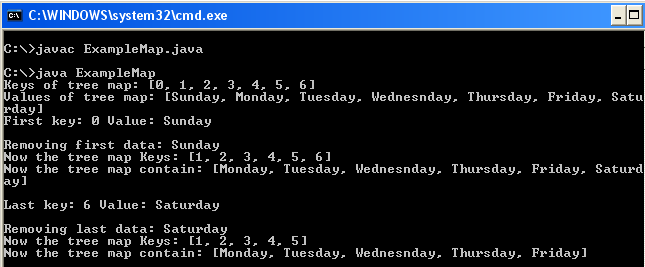 C:\WINDOWS\system32\cmd.exe
C:\>javac ExampleMap.java
C:\>java ExampleMap
Keys of tree map: [0, 1, 2, 3, 4, 5, 6]
Values of tree map: [Sunday, Monday, Tuesday, Wednesnday, Thursday, Friday, Satu
rday]
First key: 0 Value: Sunday
Removing first data: Sunday
Now the tree map Keys: [1, 2, 3, 4, 5, 6]
Now the tree map contain: [Monday, Tuesday, Wednesnday, Thursday, Friday, Saturd
ay]
Last key: 6 Value: Saturday
Removing last data: Saturday
Now the tree map Keys: [1, 2, 3, 4, 5]
Now the tree map contain: [Monday, Tuesday, Wednesnday, Thursday, Friday]